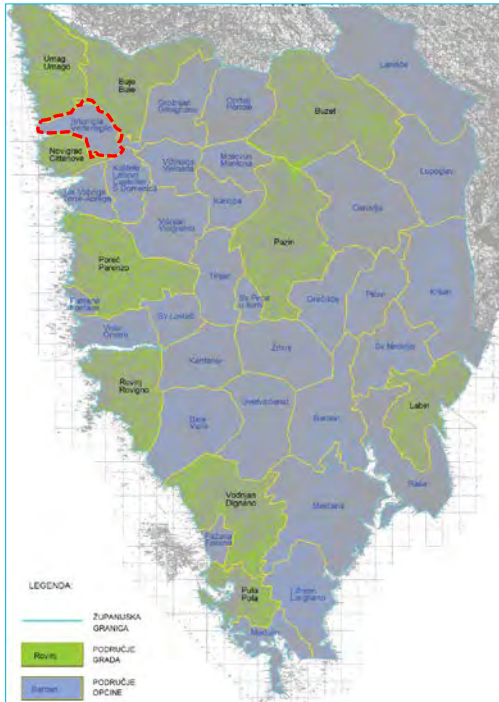 Umag
Umago
Buje
Buie
Grožnjan
Grisignana
Oprtalj
Portole
Lanišće
Buzet
Brtonigla
Verteneglio
Novigrad
Cittanova
Kaštelir
Labinci
S. Domenica
Vižinada
Visinada
Motovun
Montona
Lupoglav
Tar-Vabriga
Torre-Abrega
Višnjan
Visignano
Karojba
Cerovlje
Pazin
Poreč
Parenzo
Tinjan
Sv. Petar
u šumi
Gračišće
Pićan
Kršan
Funtana
Fontane
Vrsar
Orsera
Sv. Lovreč
Kanfanar
Žminj
Sv. Nedelja
Rovinj
Rovigno
Bale
Valle
Svetvinčenat
Barban
Labin
Raša
Vodnjan
Dignano
Marčana
Fažana
Fasana
Pula
Pola
Ližnjan
Lisignano
Medulin
LEGENDA:
ŽUPANIJSKA
GRANICA
Rovinj
PODRUČJE
GRADA
Barban
PODRUČJE
OPĆINE